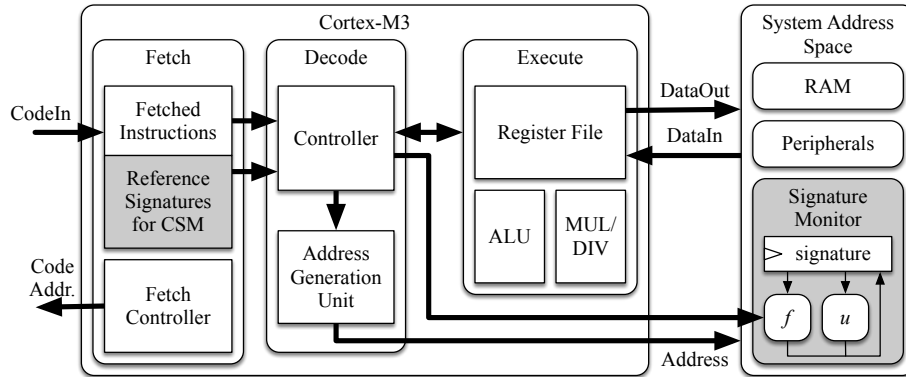 Cortex-M3
Fetch
CodeIn
Fetched
Instructions
Reference
Signatures
for CSM
Code
Addr.
Fetch
Controller
Decode
Controller
Address
Generation
Unit
Execute
Register File
ALU
MUL/
DIV
DataOut
DataIn
Address
System Address
Space
RAM
Peripherals
Signature
Monitor
signature
f
u